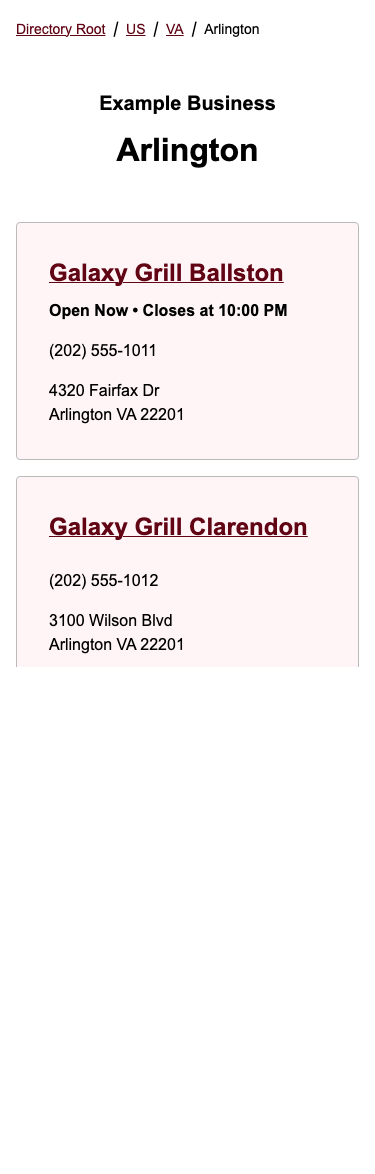 Directory Root / US / VA / Arlington
Example Business
Arlington
Galaxy Grill Ballston
Open Now • Closes at 10:00 PM
(202) 555-1011
4320 Fairfax Dr
Arlington VA 22201
Galaxy Grill Clarendon
(202) 555-1012
3100 Wilson Blvd
Arlington VA 22201